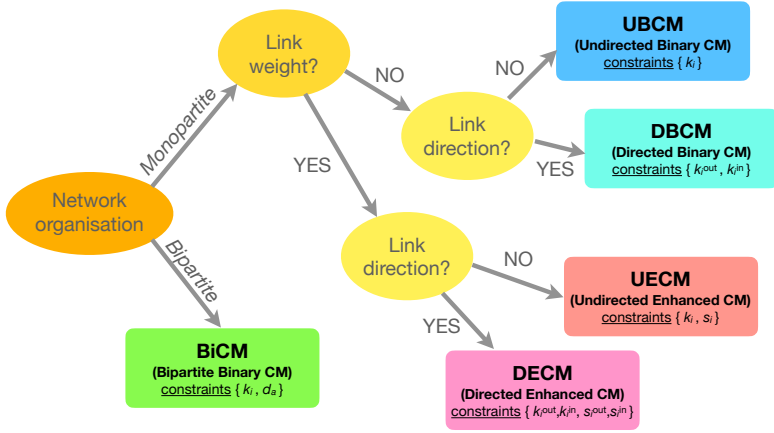 Network
organisation
Monopartite
Bipartite
Link
weight?
NO
YES
Link
direction?
NO
YES
UBCM
(Undirected Binary CM)
constraints { kᵢ }
DBCM
(Directed Binary CM)
constraints { kᵢᵒᵘᵗ , kᵢⁱⁿ }
Link
direction?
NO
YES
UECM
(Undirected Enhanced CM)
constraints { kᵢ , sᵢ }
DECM
(Directed Enhanced CM)
constraints { kᵢᵒᵘᵗ,kᵢⁱⁿ, sᵢᵒᵘᵗ,sᵢⁱⁿ }
BiCM
(Bipartite Binary CM)
constraints { kᵢ , dₐ }